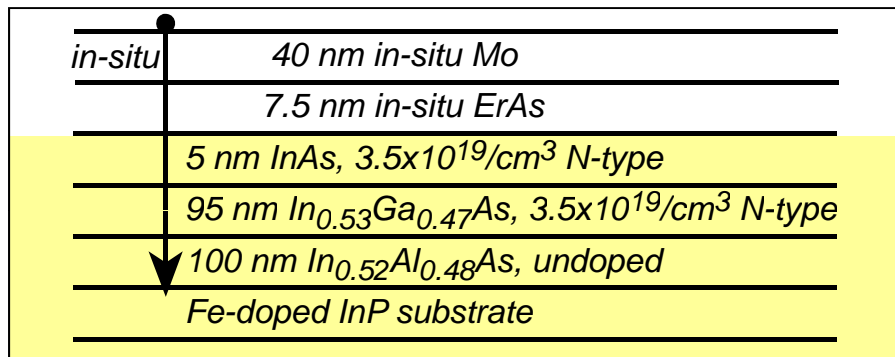 in-situ 40 nm in-situ Mo
7.5 nm in-situ ErAs
5 nm InAs, 3.5x10¹⁹/cm³ N-type
95 nm In₀.₅₃Ga₀.₄₇As, 3.5x10¹⁹/cm³ N-type
100 nm In₀.₅₂Al₀.₄₈As, undoped
Fe-doped InP substrate